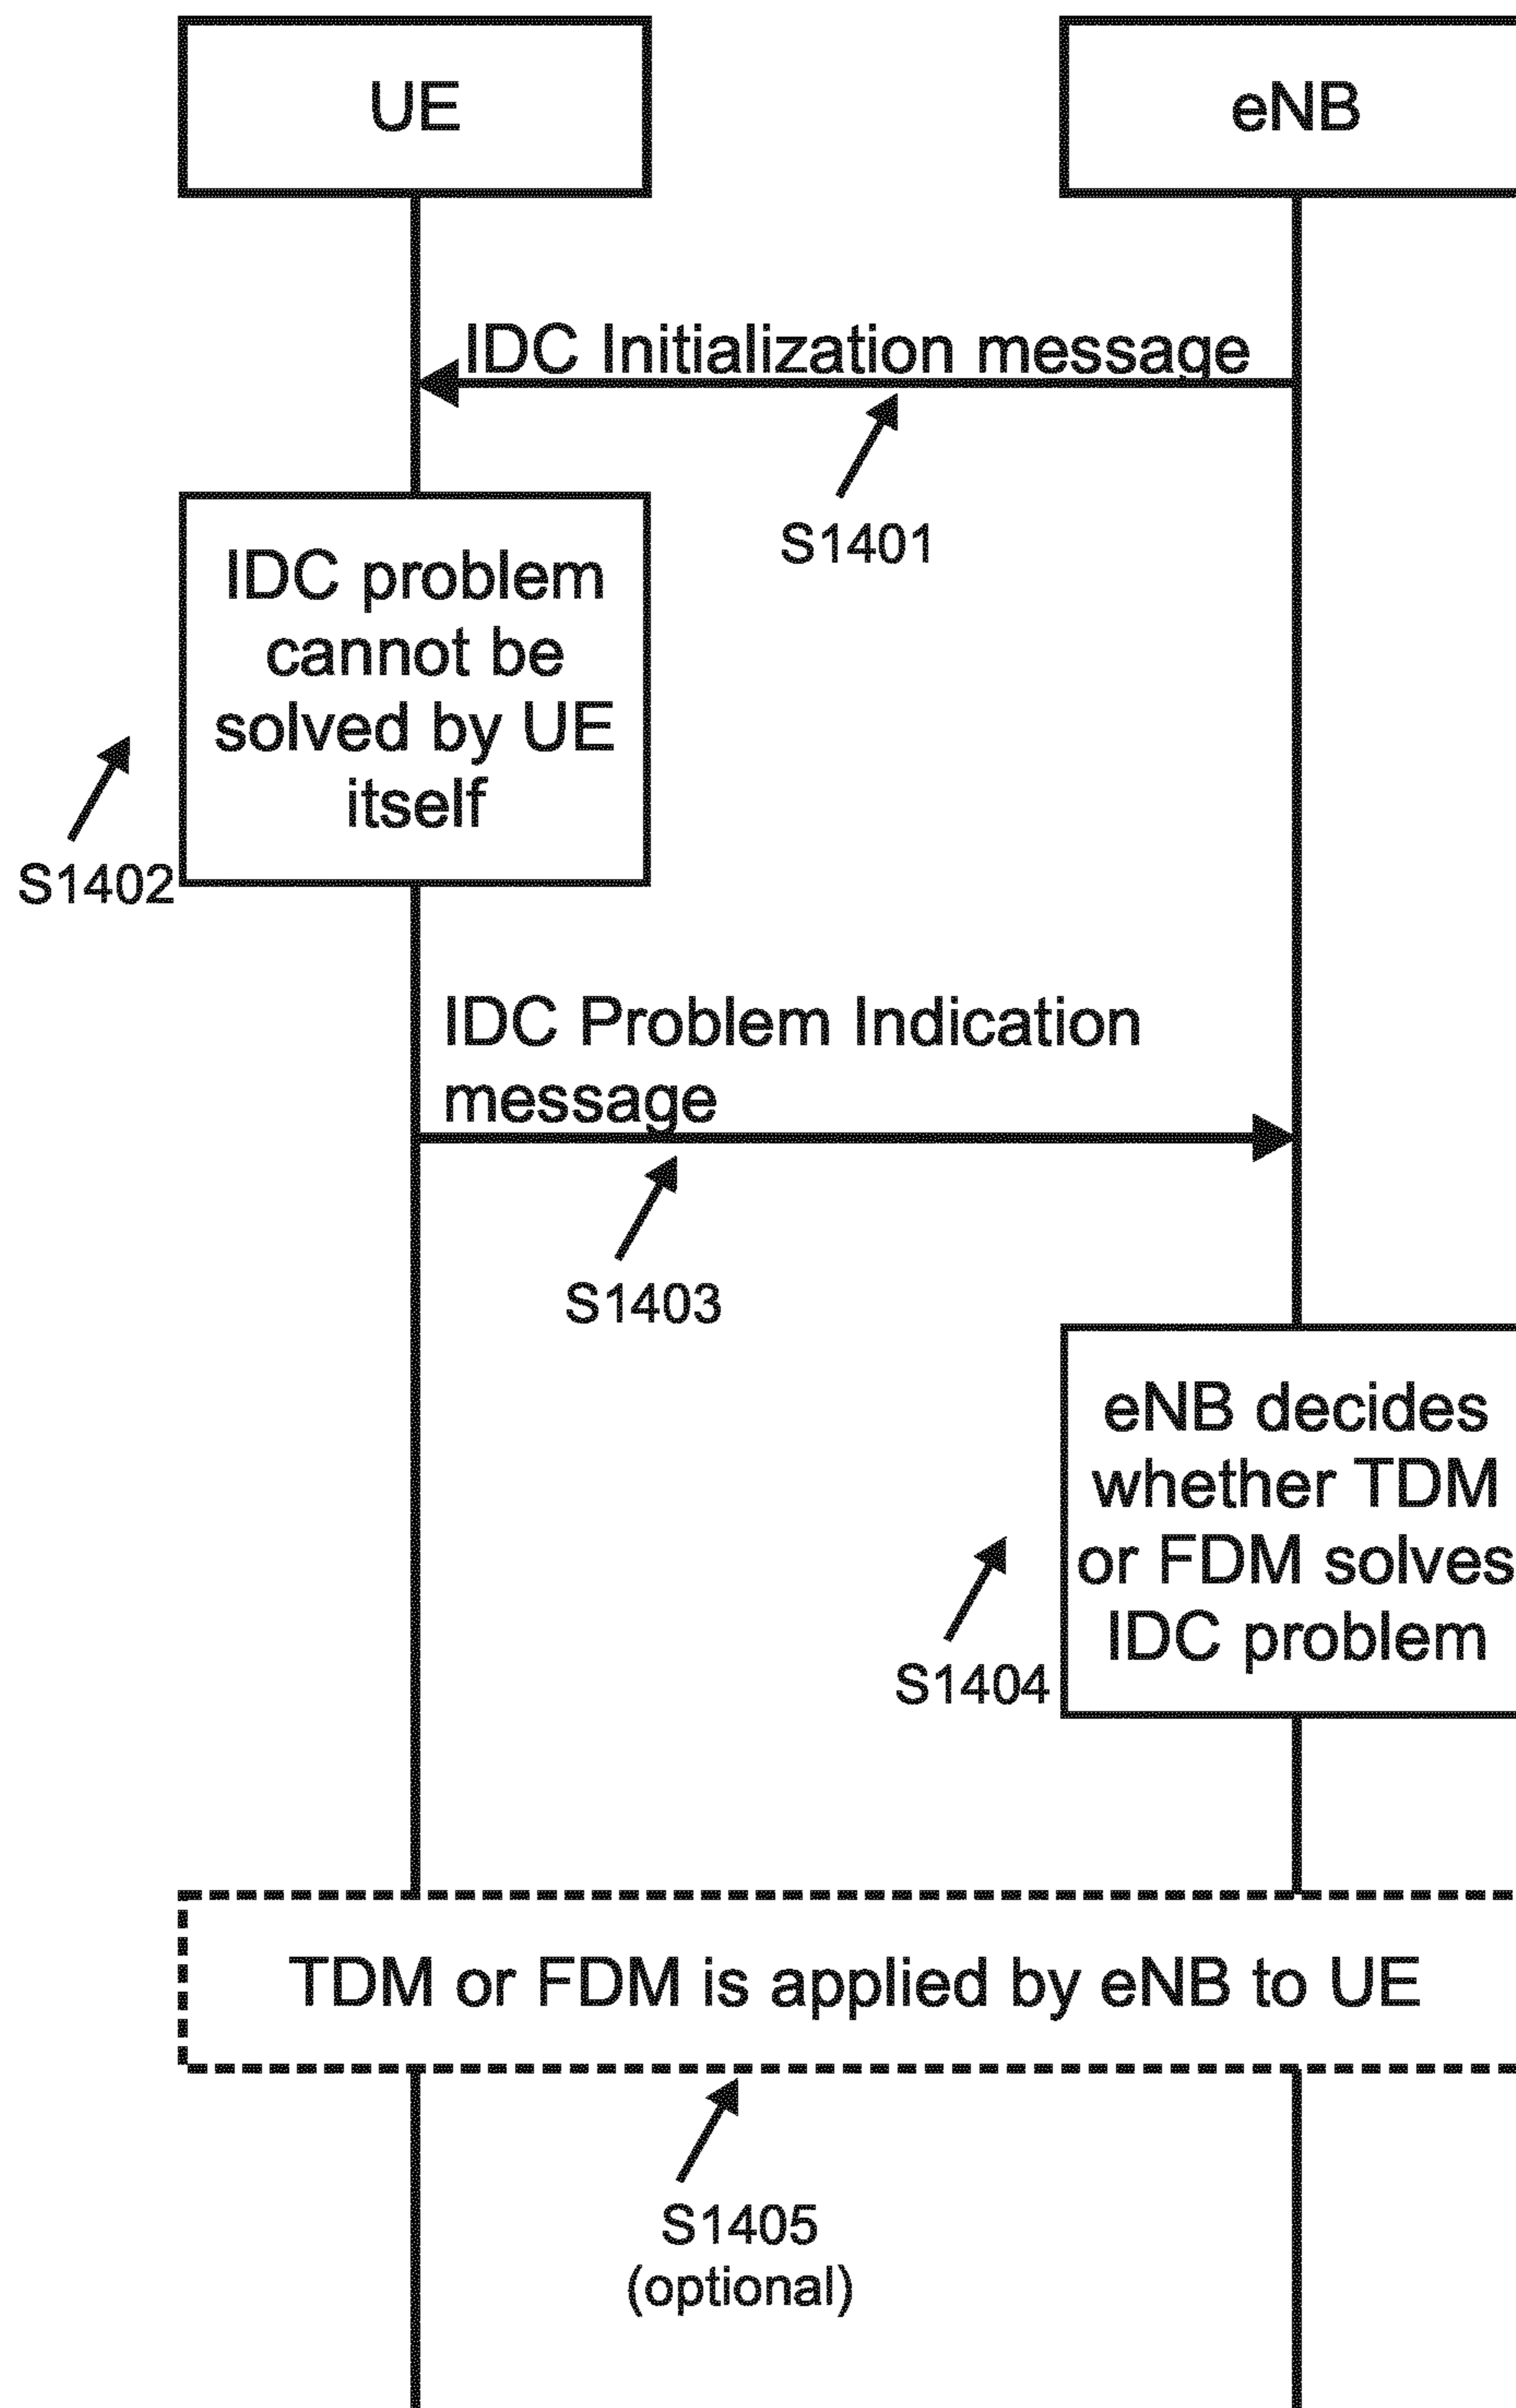 UE
eNB
IDC Initialization message
S1401
IDC problem
cannot be
solved by UE
itself
S1402
IDC Problem Indication
message
S1403
eNB decides
whether TDM
or FDM solves
IDC problem
S1404
TDM or FDM is applied by eNB to UE
S1405
(optional)